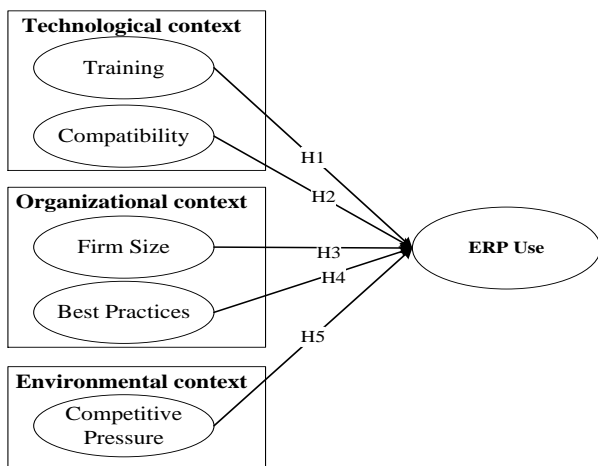 Technological context
Training
Compatibility
H1
H2
Organizational context
Firm Size
Best Practices
H3
H4
ERP Use
H5
Environmental context
Competitive
Pressure